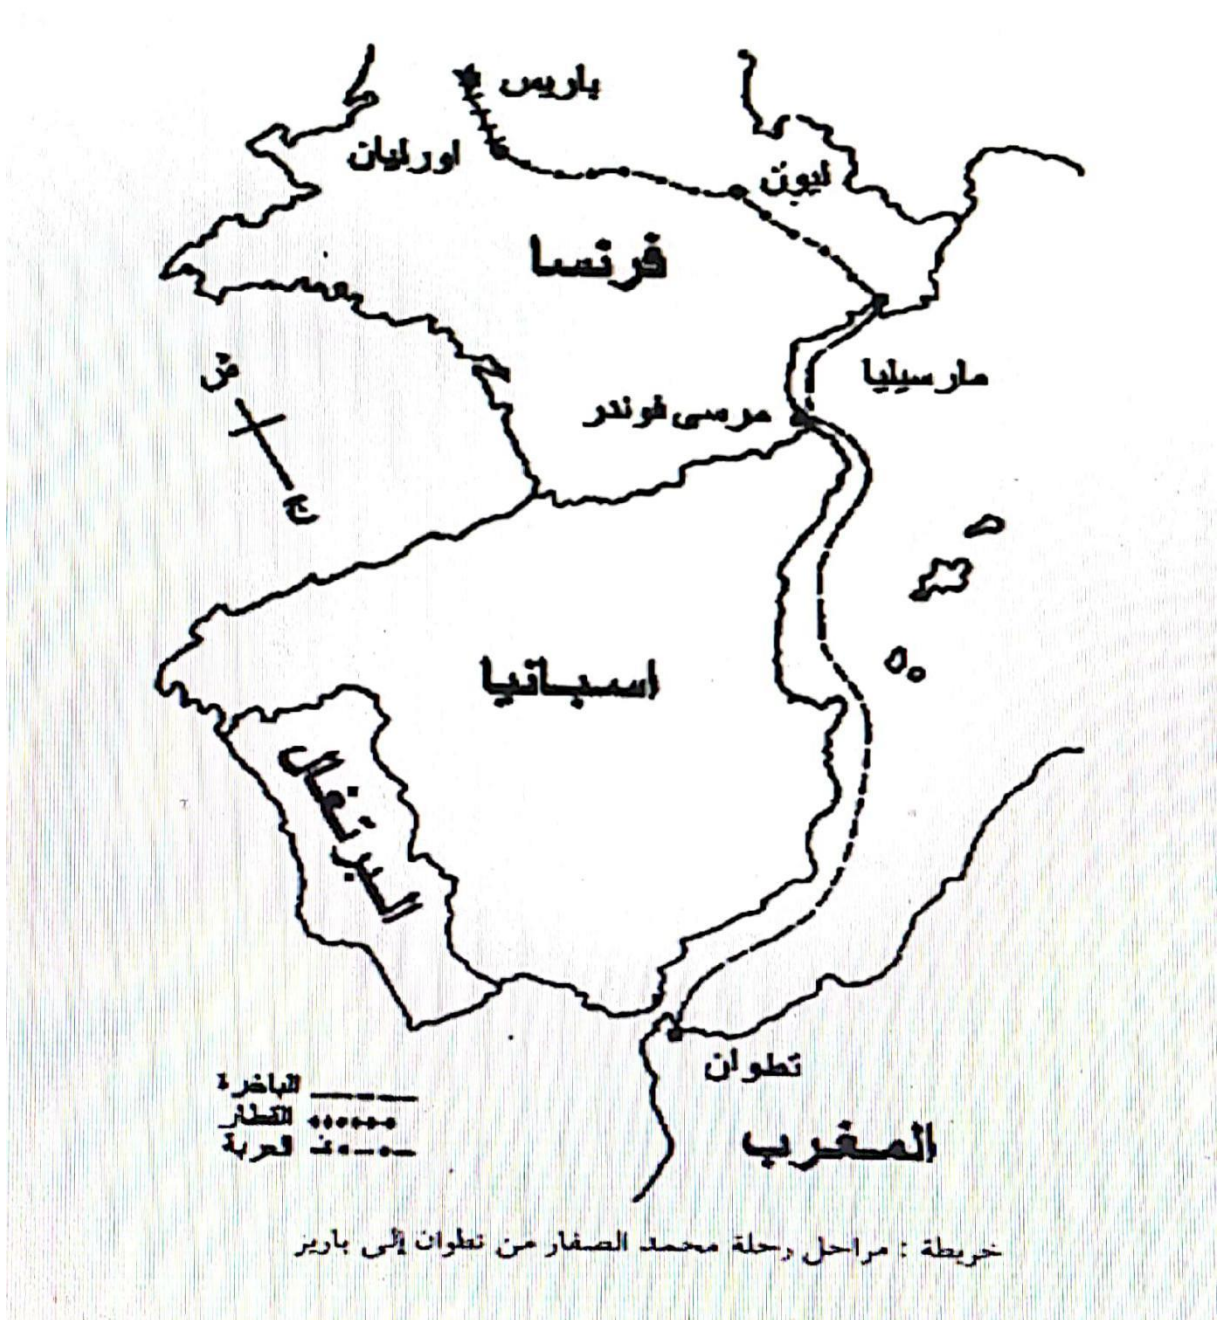 باريس
اورليان
ليون
فرنسا
ش
مارسيليا
مرسى فوندر
ج
اسبانيا
البرتغال
تطوان
الباخرة
القطار
العربة
المغرب
خريطة : مراحل رحلة محمد الصفار من تطوان إلى باريز